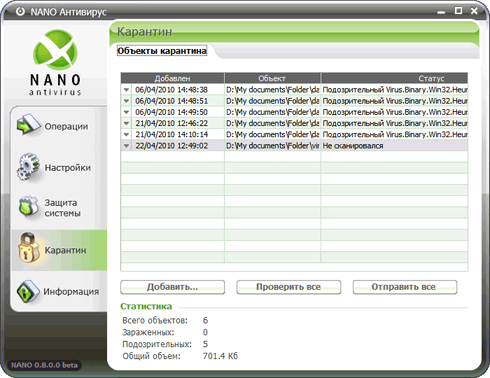 NANO Антивирус
NANO
antivirus
Операции
Настройки
Защита системы
Карантин
Информация
NANO 0.8.0.0 beta
Карантин
Объекты карантина
Добавлен Объект Статус
06/04/2010 14:48:38 D:\My documents\Folder\da Подозрительный Virus.Binary.Win32.Heur
06/04/2010 14:48:51 D:\My documents\Folder\da Подозрительный Virus.Binary.Win32.Heur
06/04/2010 14:49:50 D:\My documents\Folder\da Подозрительный Virus.Binary.Win32.Heur
21/04/2010 12:46:22 D:\My documents\Folder\da Подозрительный Virus.Binary.Win32.Heur
21/04/2010 14:10:14 D:\My documents\Folder\da Подозрительный Virus.Binary.Win32.Heur
22/04/2010 12:49:02 D:\My documents\Folder\vir Не сканировался
Добавить... Проверить все Отправить все
Статистика
Всего объектов: 6
Зараженных: 0
Подозрительных: 5
Общий объем: 701.4 Кб